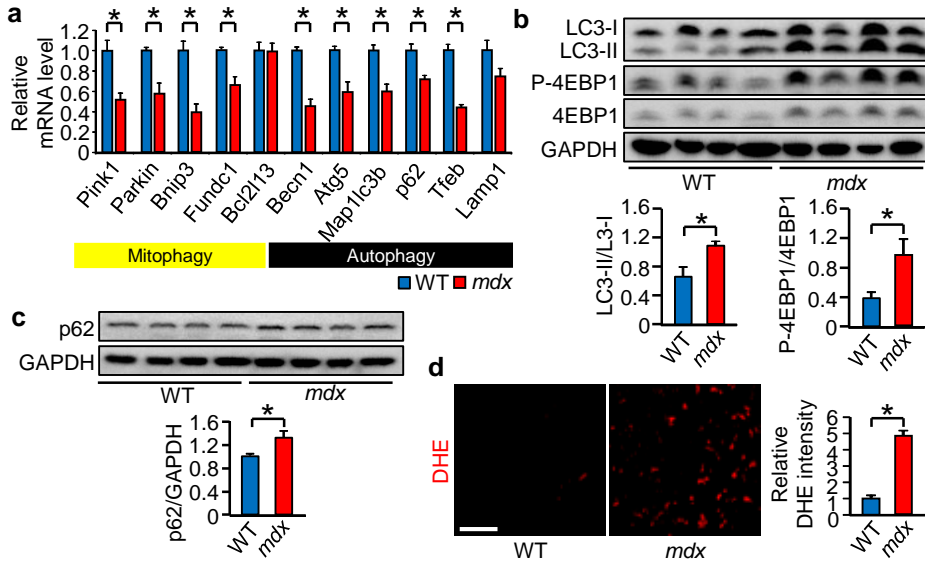 a
Relative
mRNA level
1.2
1.0
0.8
0.6
0.4
0.2
0
* * * * * * * * *
Pink1
Parkin
Bnip3
Fundc1
Bcl2l13
Becn1
Atg5
Map1lc3b
p62
Tfeb
Lamp1
Mitophagy Autophagy
WT mdx
b
LC3-I
LC3-II
P-4EBP1
4EBP1
GAPDH
WT mdx
LC3-II/L3-I
1.6
1.2
0.8
0.4
0
*
WT mdx
P-4EBP1/4EBP1
1.6
1.2
0.8
0.4
0
*
WT mdx
c
p62
GAPDH
WT mdx
p62/GAPDH
1.6
1.2
0.8
0.4
0
*
WT mdx
d
DHE
WT mdx
Relative
DHE intensity
6
5
4
3
2
1
0
*
WT mdx